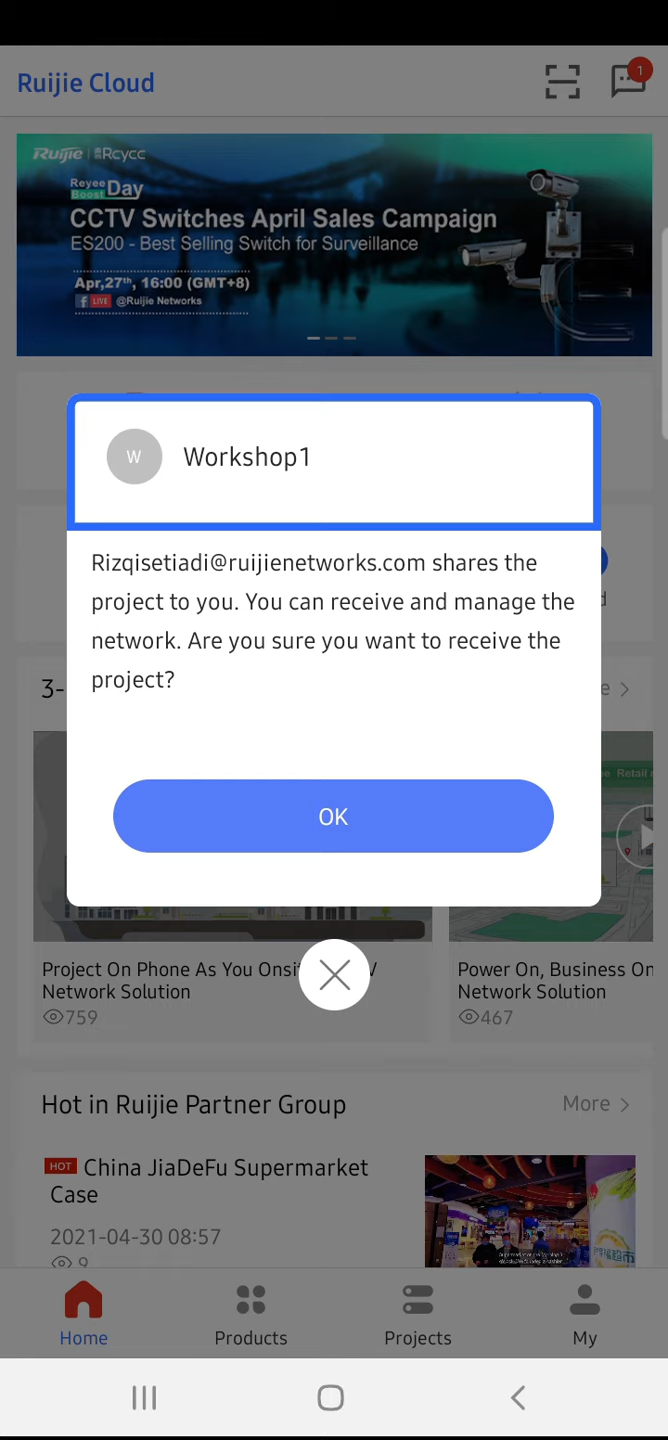 Ruijie Cloud
1
Ruijie | Reyee
Reyee
Boost Day
CCTV Switches April Sales Campaign
ES200 - Best Selling Switch for Surveillance
Apr,27th, 16:00 (GMT+8)
f LIVE @Ruijie Networks
W
Workshop1
Rizqisetiadi@ruijienetworks.com shares the
project to you. You can receive and manage the
network. Are you sure you want to receive the
project?
OK
3-
Retail
Project On Phone As You Onsi V
Network Solution
759
Power On, Business On
Network Solution
467
Hot in Ruijie Partner Group
More
HOT China JiaDeFu Supermarket
Case
2021-04-30 08:57
9
Home
Products
Projects
My